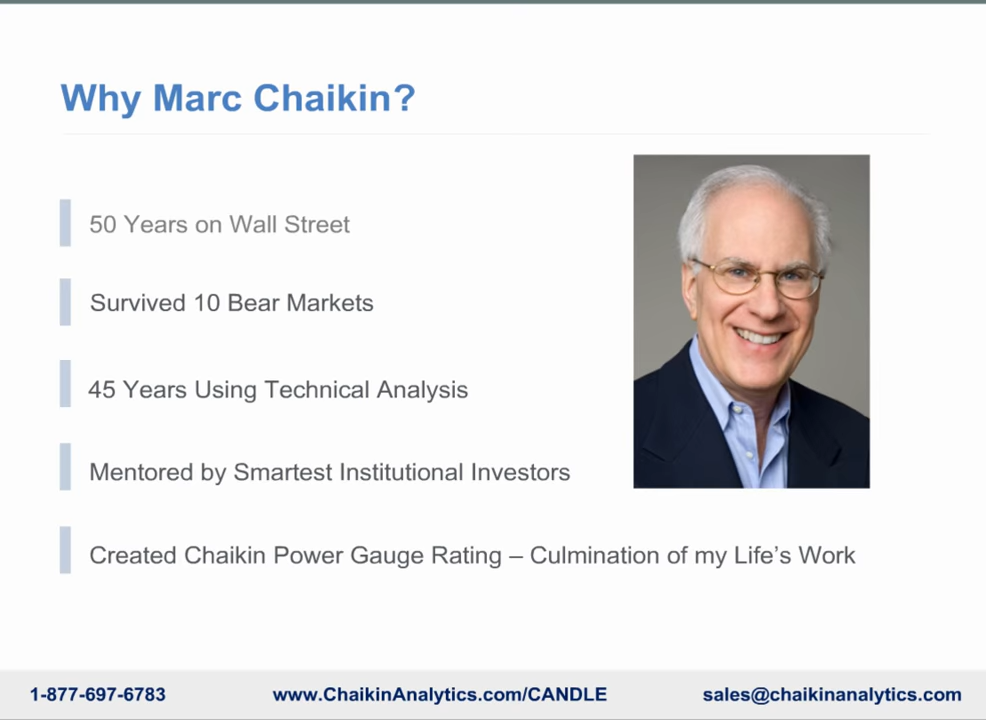 Why Marc Chaikin?
50 Years on Wall Street
Survived 10 Bear Markets
45 Years Using Technical Analysis
Mentored by Smartest Institutional Investors
Created Chaikin Power Gauge Rating – Culmination of my Life’s Work
1-877-697-6783 www.ChaikinAnalytics.com/CANDLE sales@chaikinanalytics.com